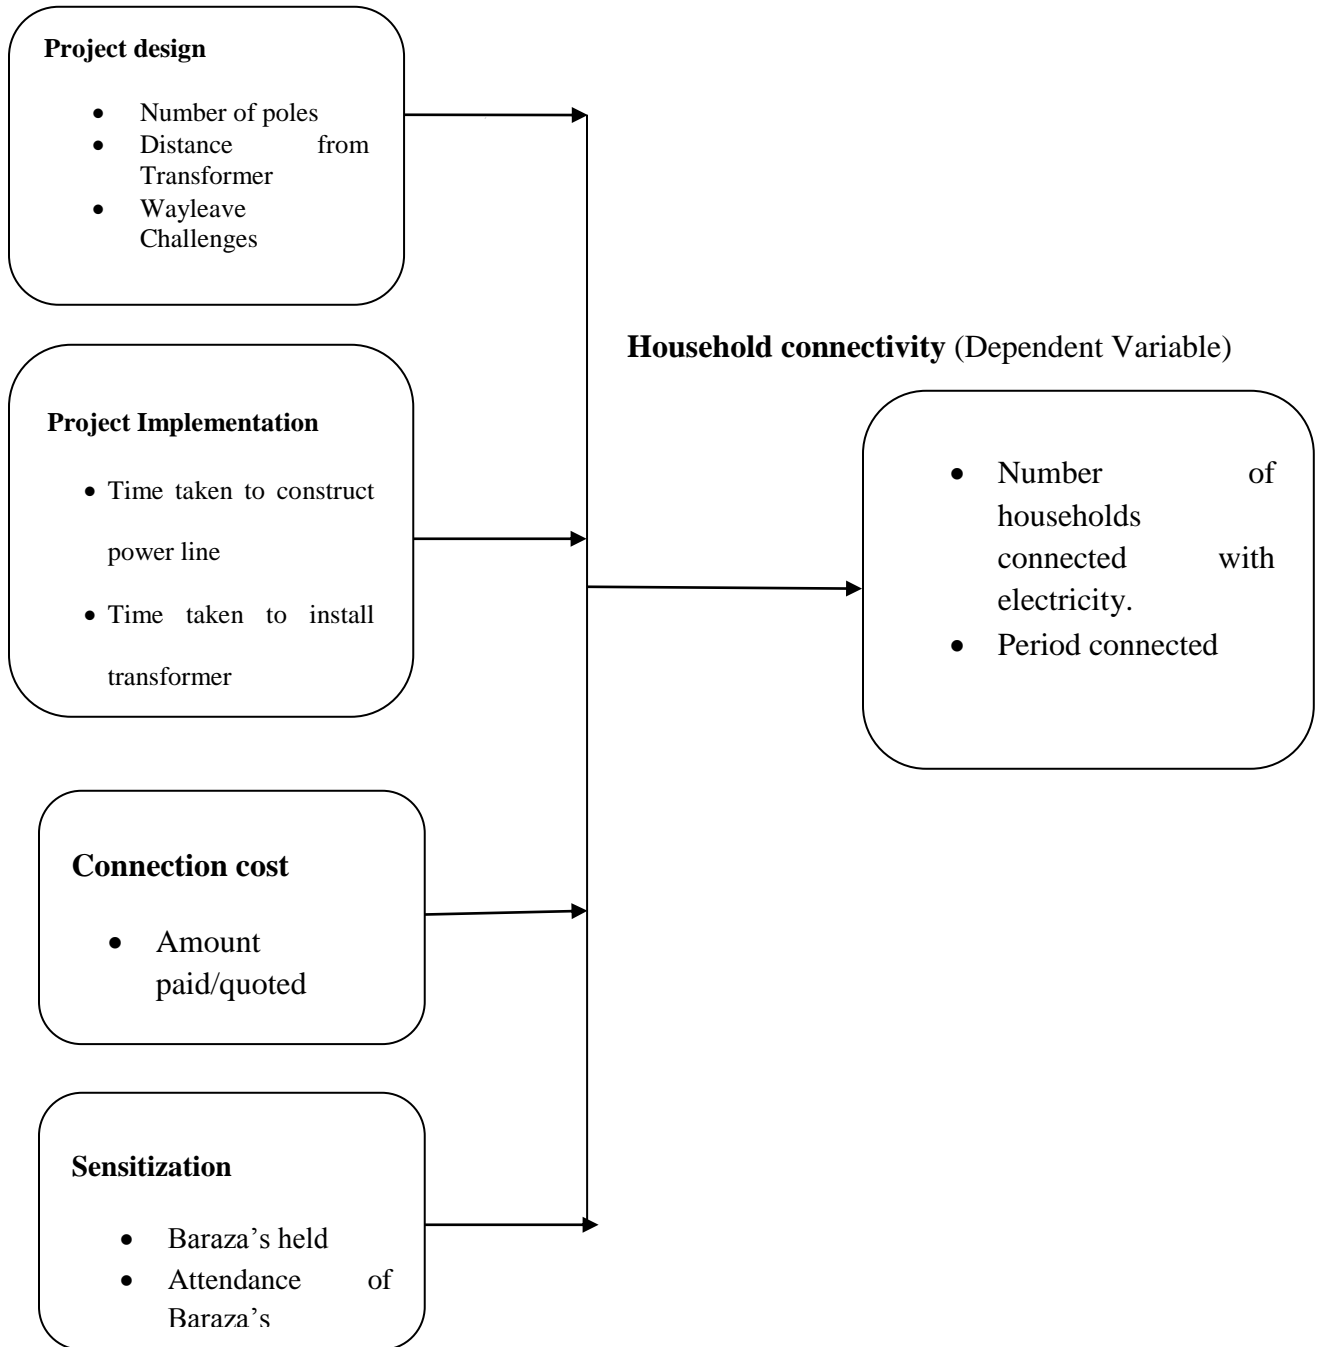 Project design
• Number of poles
• Distance from
Transformer
• Wayleave
Challenges
Project Implementation
• Time taken to construct
power line
• Time taken to install
transformer
Connection cost
• Amount
paid/quoted
Sensitization
• Baraza’s held
• Attendance of
Baraza’s
Household connectivity (Dependent Variable)
• Number of
households
connected with
electricity.
• Period connected